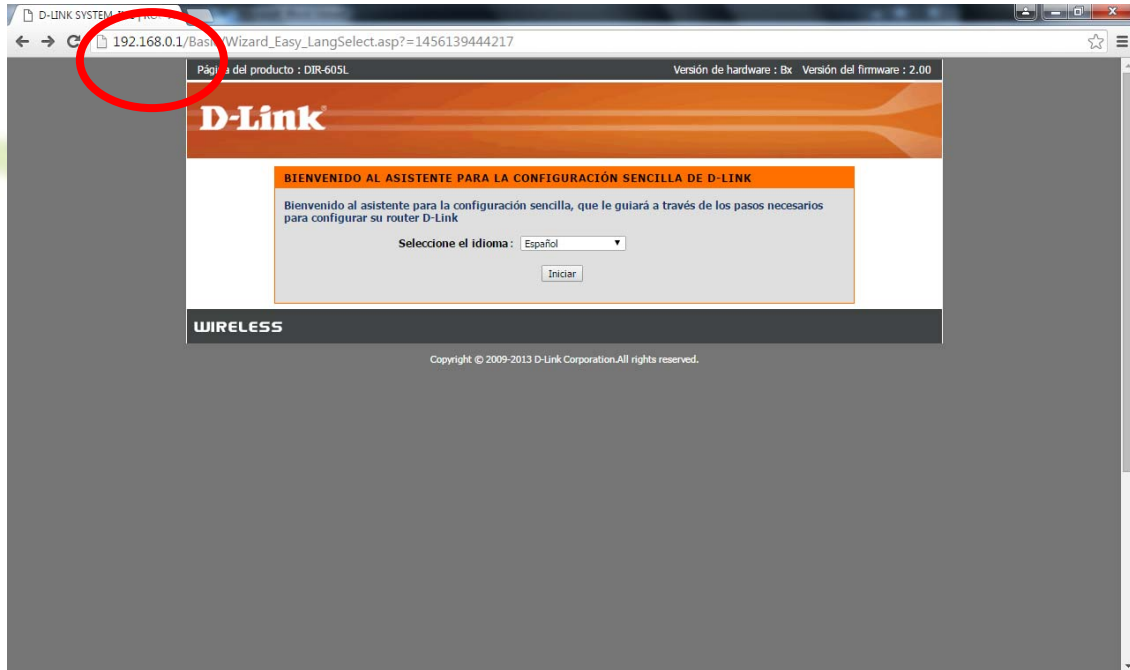 D-LINK SYSTEM
192.168.0.1/Basic/Wizard_Easy_LangSelect.asp?=1456139444217
Página del producto : DIR-605L Versión de hardware : Bx Versión del firmware : 2.00
D-Link
BIENVENIDO AL ASISTENTE PARA LA CONFIGURACIÓN SENCILLA DE D-LINK
Bienvenido al asistente para la configuración sencilla, que le guiará a través de los pasos necesarios
para configurar su router D-Link
Seleccione el idioma : Español
Iniciar
WIRELESS
Copyright © 2009-2013 D-Link Corporation.All rights reserved.